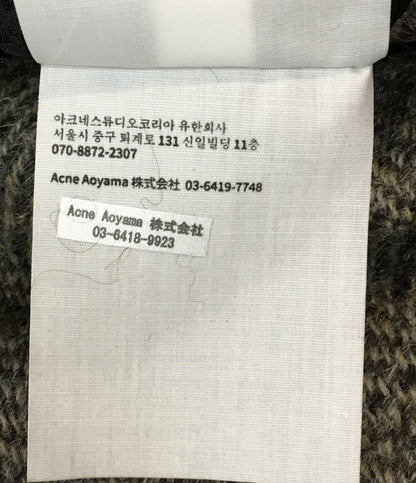 아크네스튜디오코리아 유한회사
서울시 중구 퇴계로 131 신일빌딩 11층
070-8872-2307
Acne Aoyama 株式会社 03-6419-7748
Acne Aoyama 株式会社
03-6418-9923